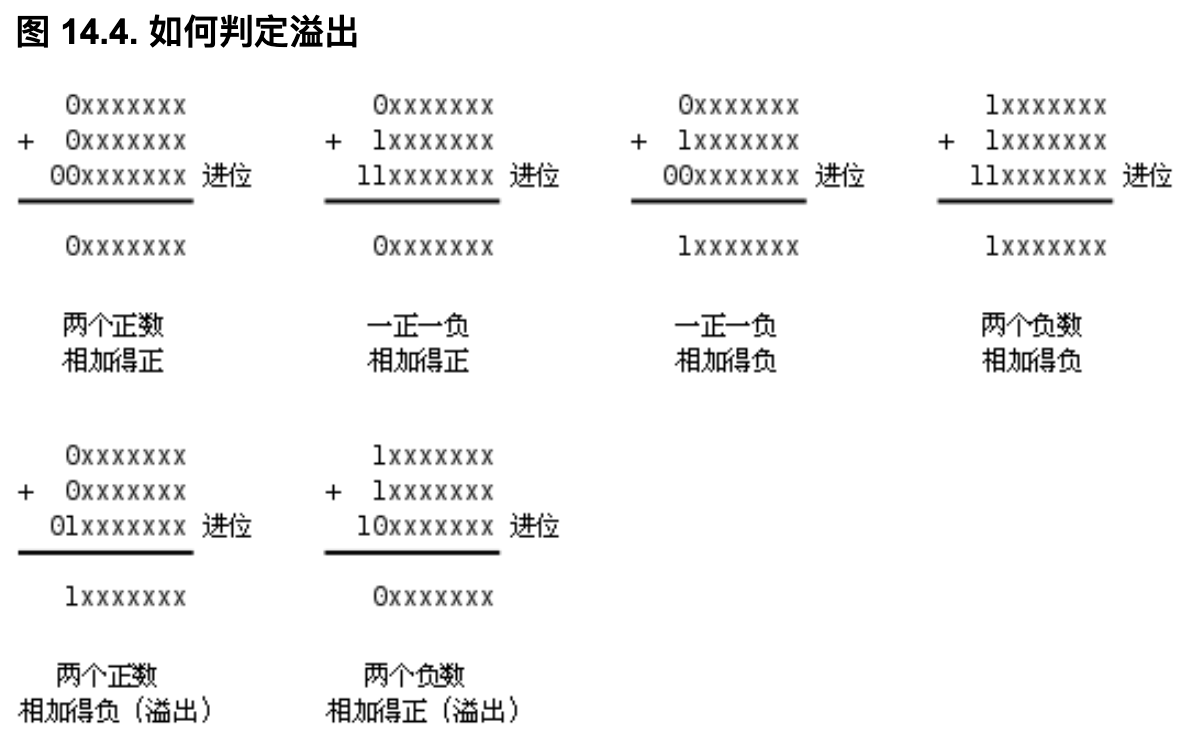 图 14.4. 如何判定溢出
0xxxxxxx 0xxxxxxx 0xxxxxxx 1xxxxxxx
+ 0xxxxxxx + 1xxxxxxx + 1xxxxxxx + 1xxxxxxx
00xxxxxxx 进位 11xxxxxxx 进位 00xxxxxxx 进位 11xxxxxxx 进位
0xxxxxxx 0xxxxxxx 1xxxxxxx 1xxxxxxx
两个正数 一正一负 一正一负 两个负数
相加得正 相加得正 相加得负 相加得负
0xxxxxxx 1xxxxxxx
+ 0xxxxxxx + 1xxxxxxx
01xxxxxxx 进位 10xxxxxxx 进位
1xxxxxxx 0xxxxxxx
两个正数 两个负数
相加得负（溢出） 相加得正（溢出）